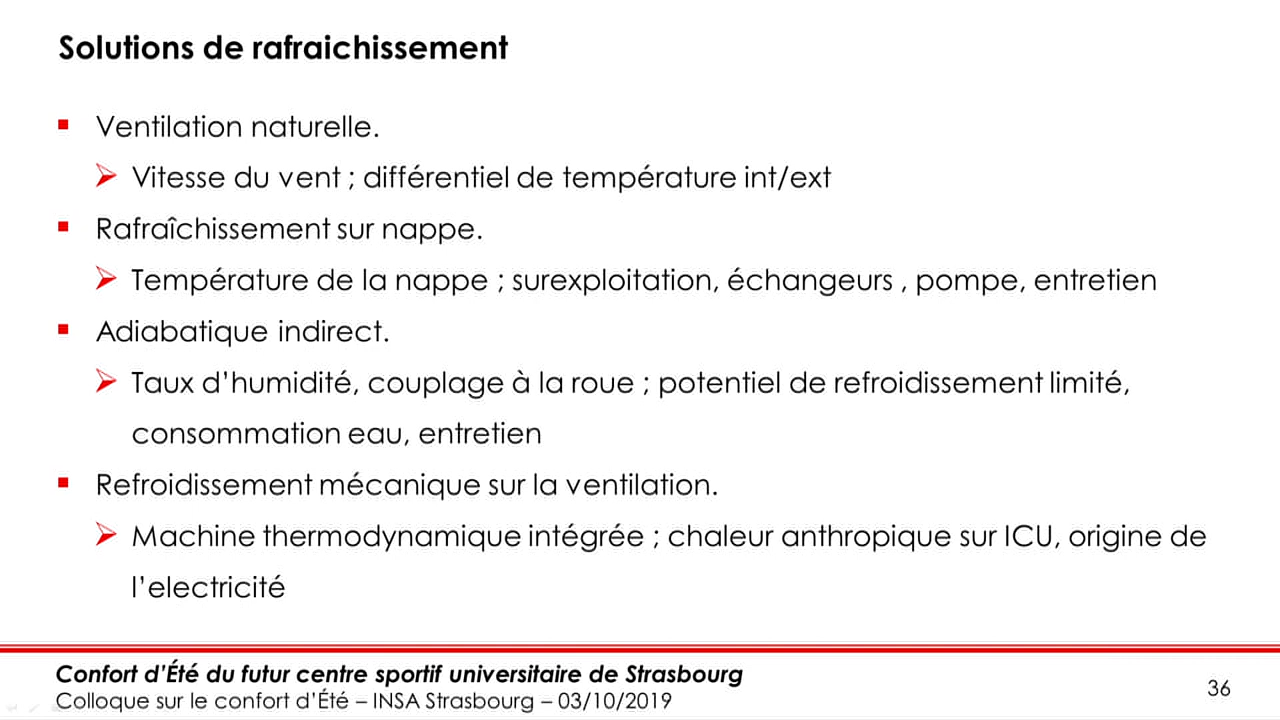 Solutions de rafraichissement
Ventilation naturelle.
Vitesse du vent ; différentiel de température int/ext
Rafraîchissement sur nappe.
Température de la nappe ; surexploitation, échangeurs , pompe, entretien
Adiabatique indirect.
Taux d’humidité, couplage à la roue ; potentiel de refroidissement limité,
consommation eau, entretien
Refroidissement mécanique sur la ventilation.
Machine thermodynamique intégrée ; chaleur anthropique sur ICU, origine de
l’electricité
Confort d’Été du futur centre sportif universitaire de Strasbourg
Colloque sur le confort d’Été – INSA Strasbourg – 03/10/2019
36